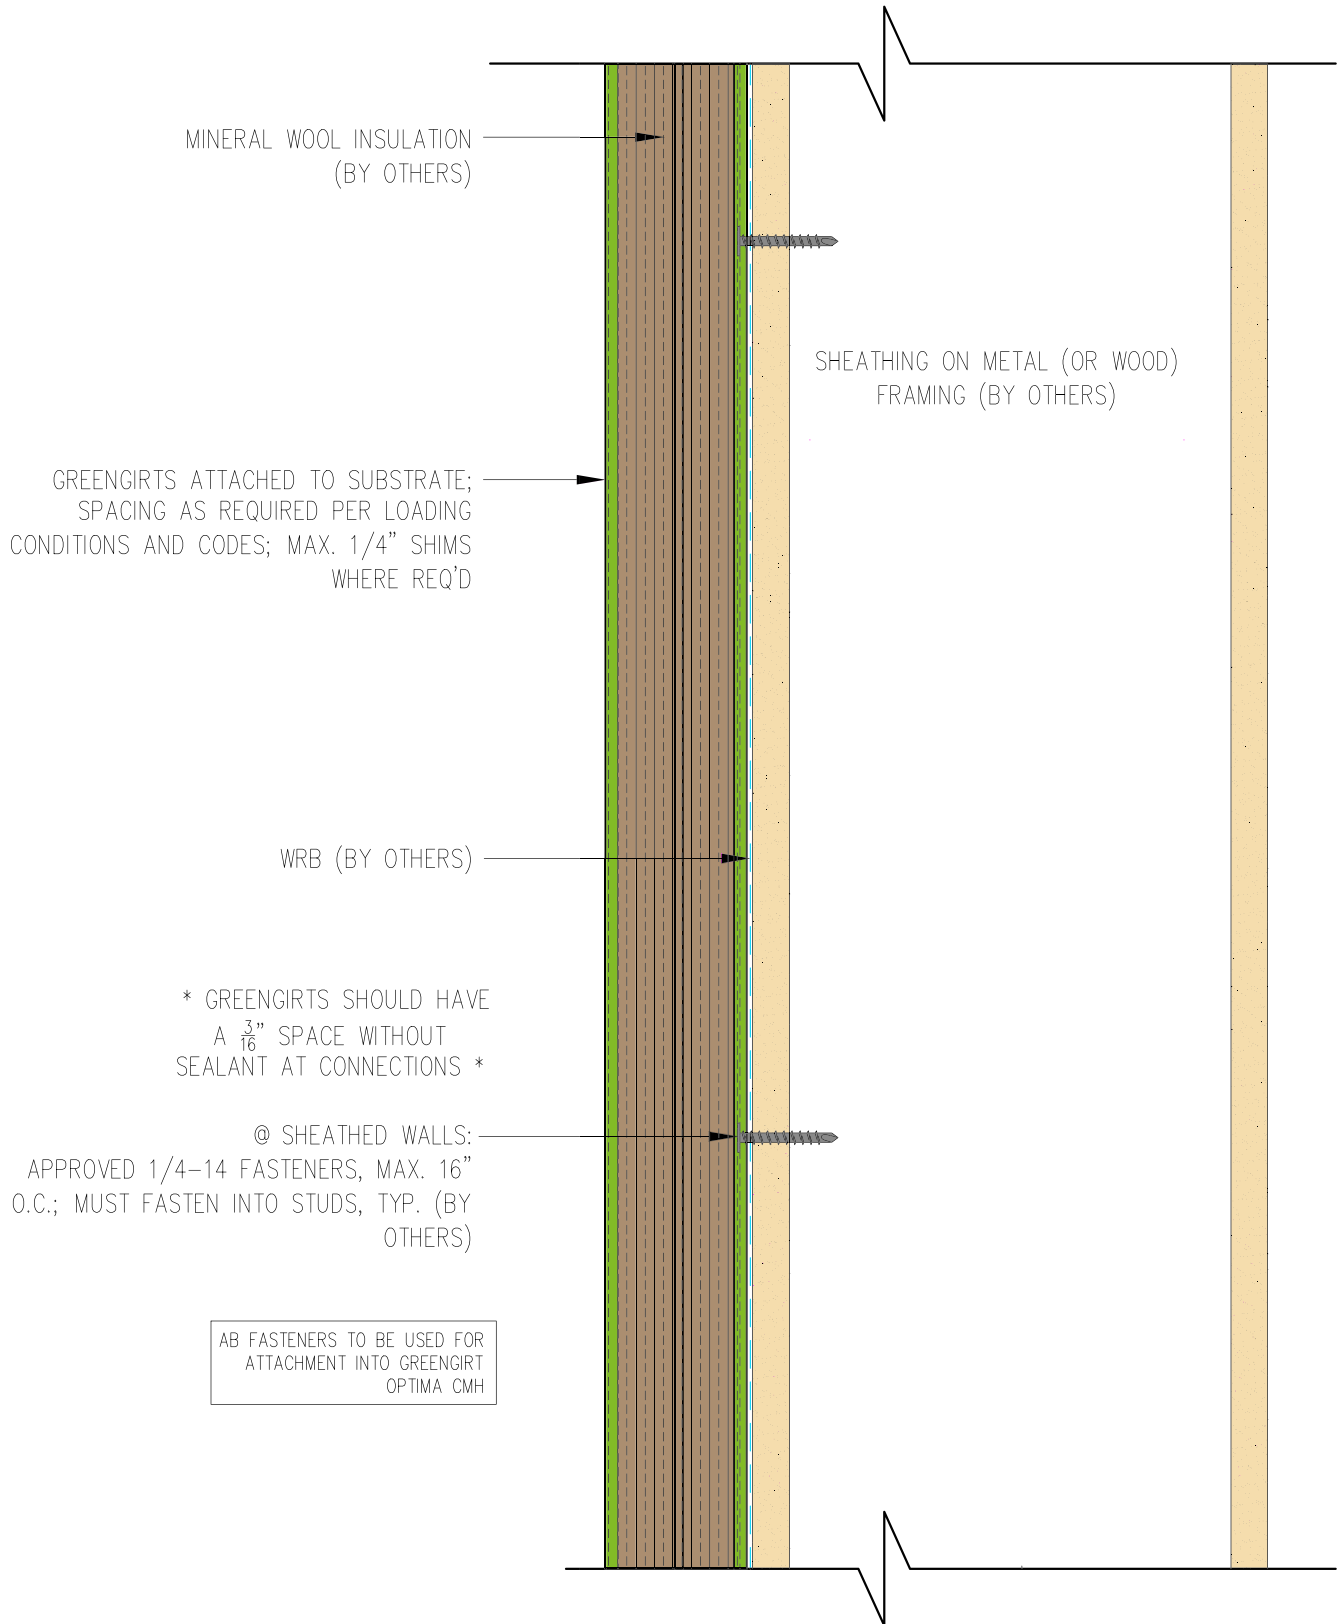 MINERAL WOOL INSULATION
(BY OTHERS)
SHEATHING ON METAL (OR WOOD)
FRAMING (BY OTHERS)
GREENGIRTS ATTACHED TO SUBSTRATE;
SPACING AS REQUIRED PER LOADING
CONDITIONS AND CODES; MAX. 1/4" SHIMS
WHERE REQ'D
WRB (BY OTHERS)
* GREENGIRTS SHOULD HAVE
A 3/16" SPACE WITHOUT
SEALANT AT CONNECTIONS *
@ SHEATHED WALLS:
APPROVED 1/4-14 FASTENERS, MAX. 16"
O.C.; MUST FASTEN INTO STUDS, TYP. (BY
OTHERS)
AB FASTENERS TO BE USED FOR
ATTACHMENT INTO GREENGIRT
OPTIMA CMH